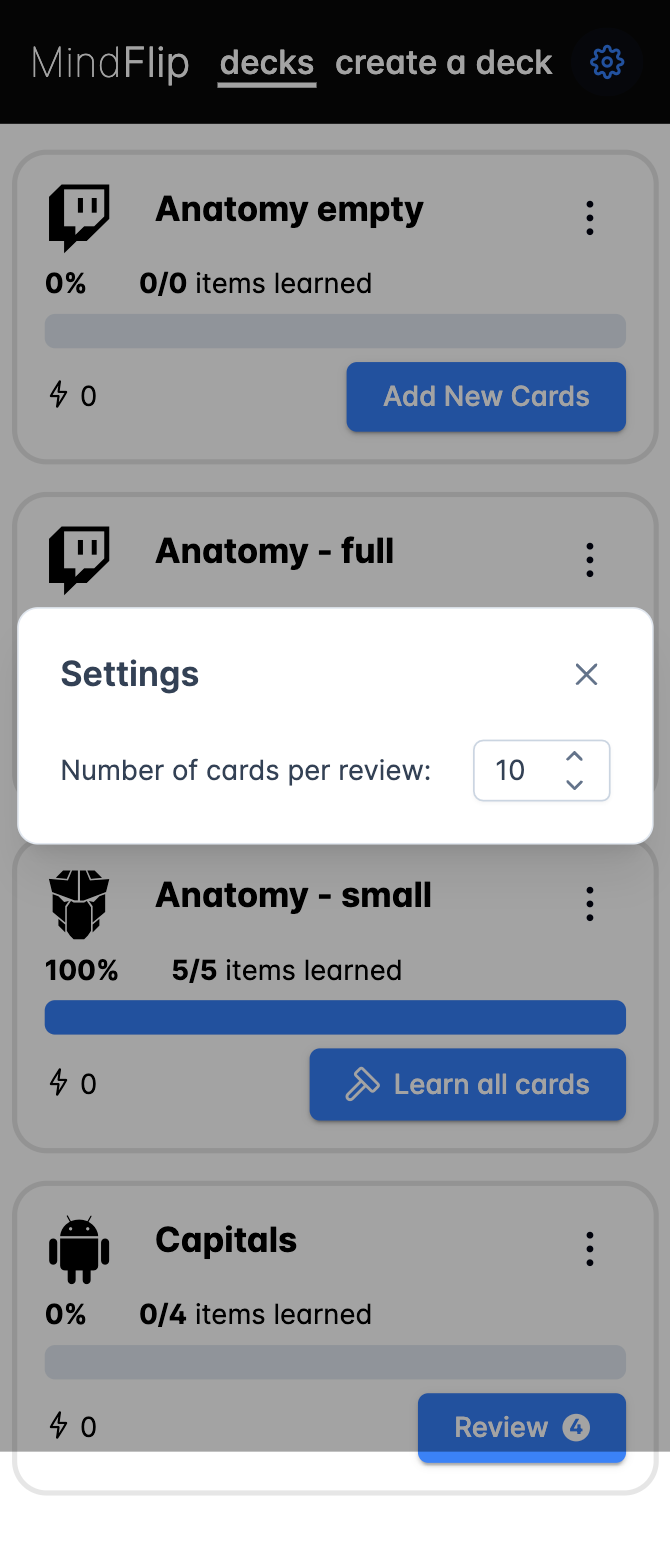 MindFlip decks create a deck
Anatomy empty
0% 0/0 items learned
0 Add New Cards
Anatomy - full
Settings
Number of cards per review: 10
Anatomy - small
100% 5/5 items learned
0 Learn all cards
Capitals
0% 0/4 items learned
0 Review 4